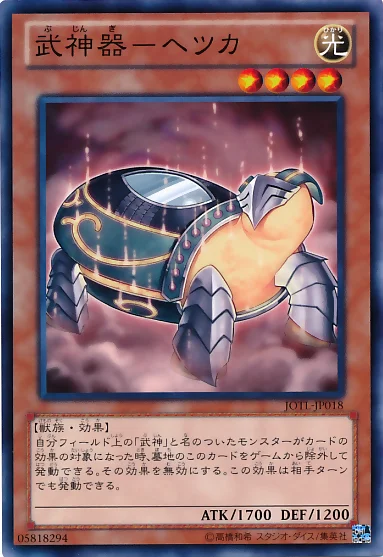 武神器－ヘツカ
光
【獣族・効果】
自分フィールド上の「武神」と名のついたモンスターがカードの
効果の対象になった時、墓地のこのカードをゲームから除外して
発動できる。その効果を無効にする。この効果は相手ターン
でも発動できる。
JOTL-JP018
ATK/1700 DEF/1200
05818294
©高橋和希 スタジオ・ダイス/集英社